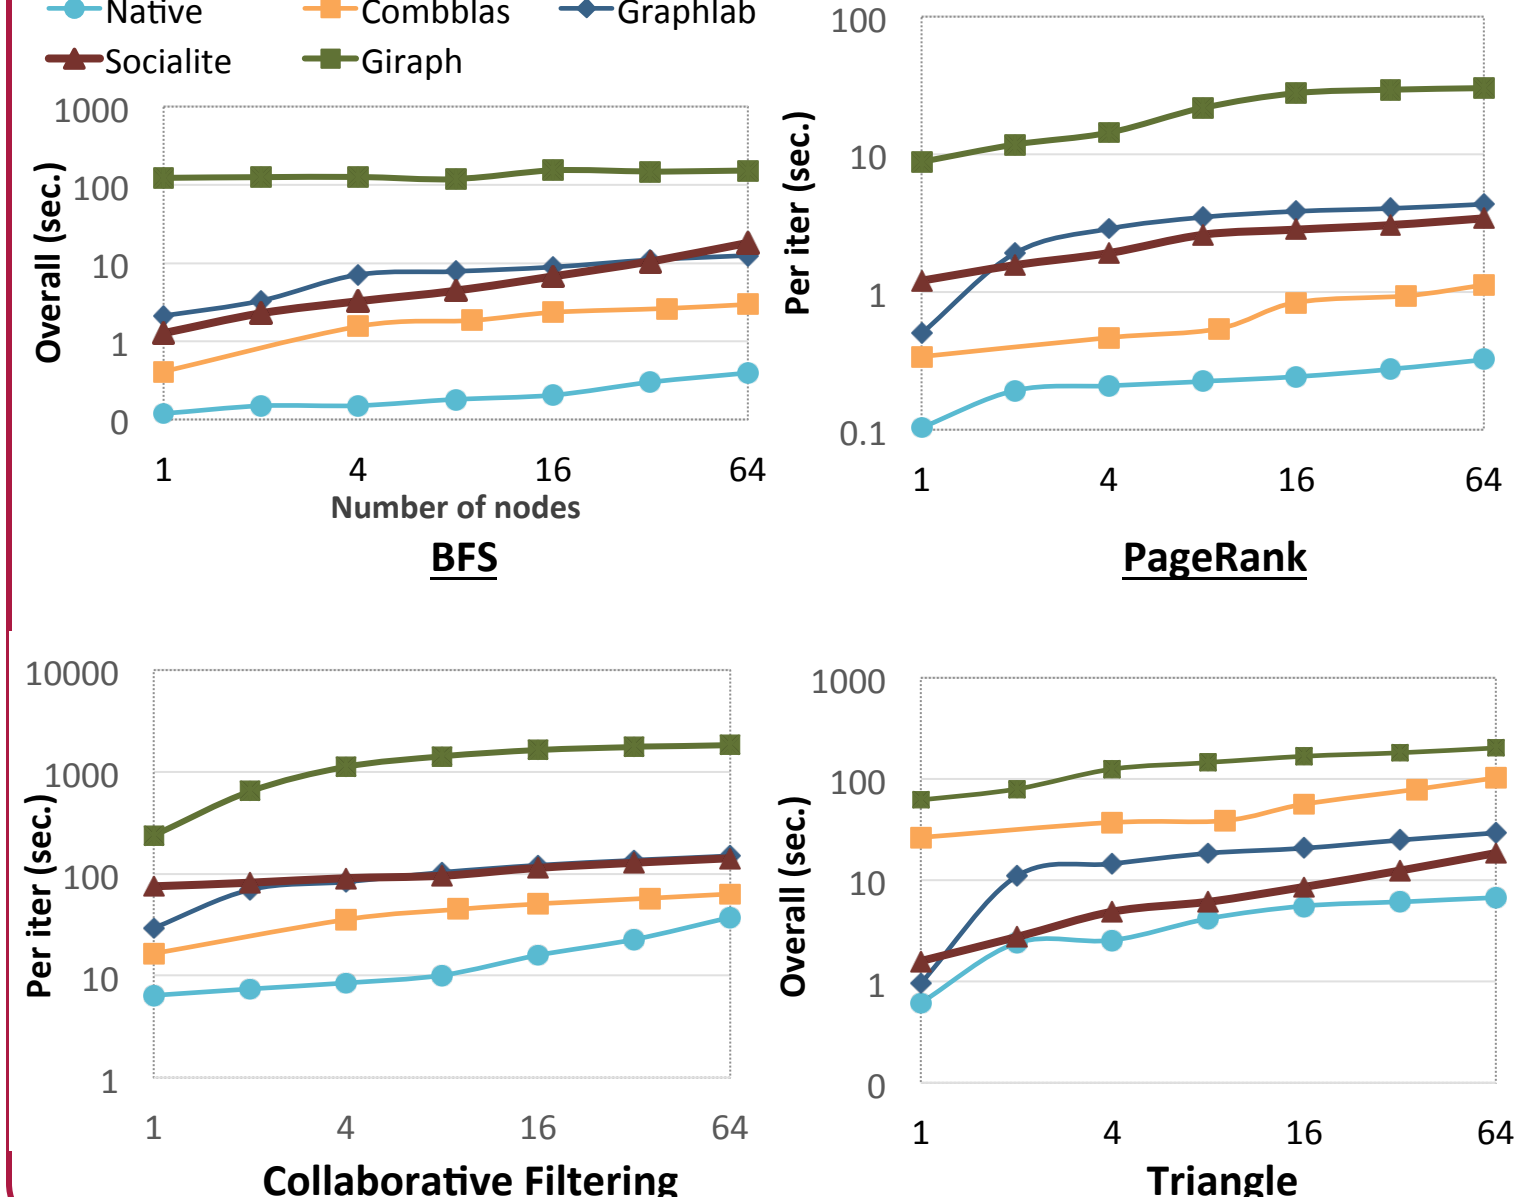 Native Combblas Graphlab
Socialite Giraph
1000
100
10
1
0
Overall (sec.)
1 4 16 64
Number of nodes
BFS
100
10
1
0.1
Per iter (sec.)
1 4 16 64
PageRank
10000
1000
100
10
1
Per iter (sec.)
1 4 16 64
Collaborative Filtering
1000
100
10
1
0
Overall (sec.)
1 4 16 64
Triangle